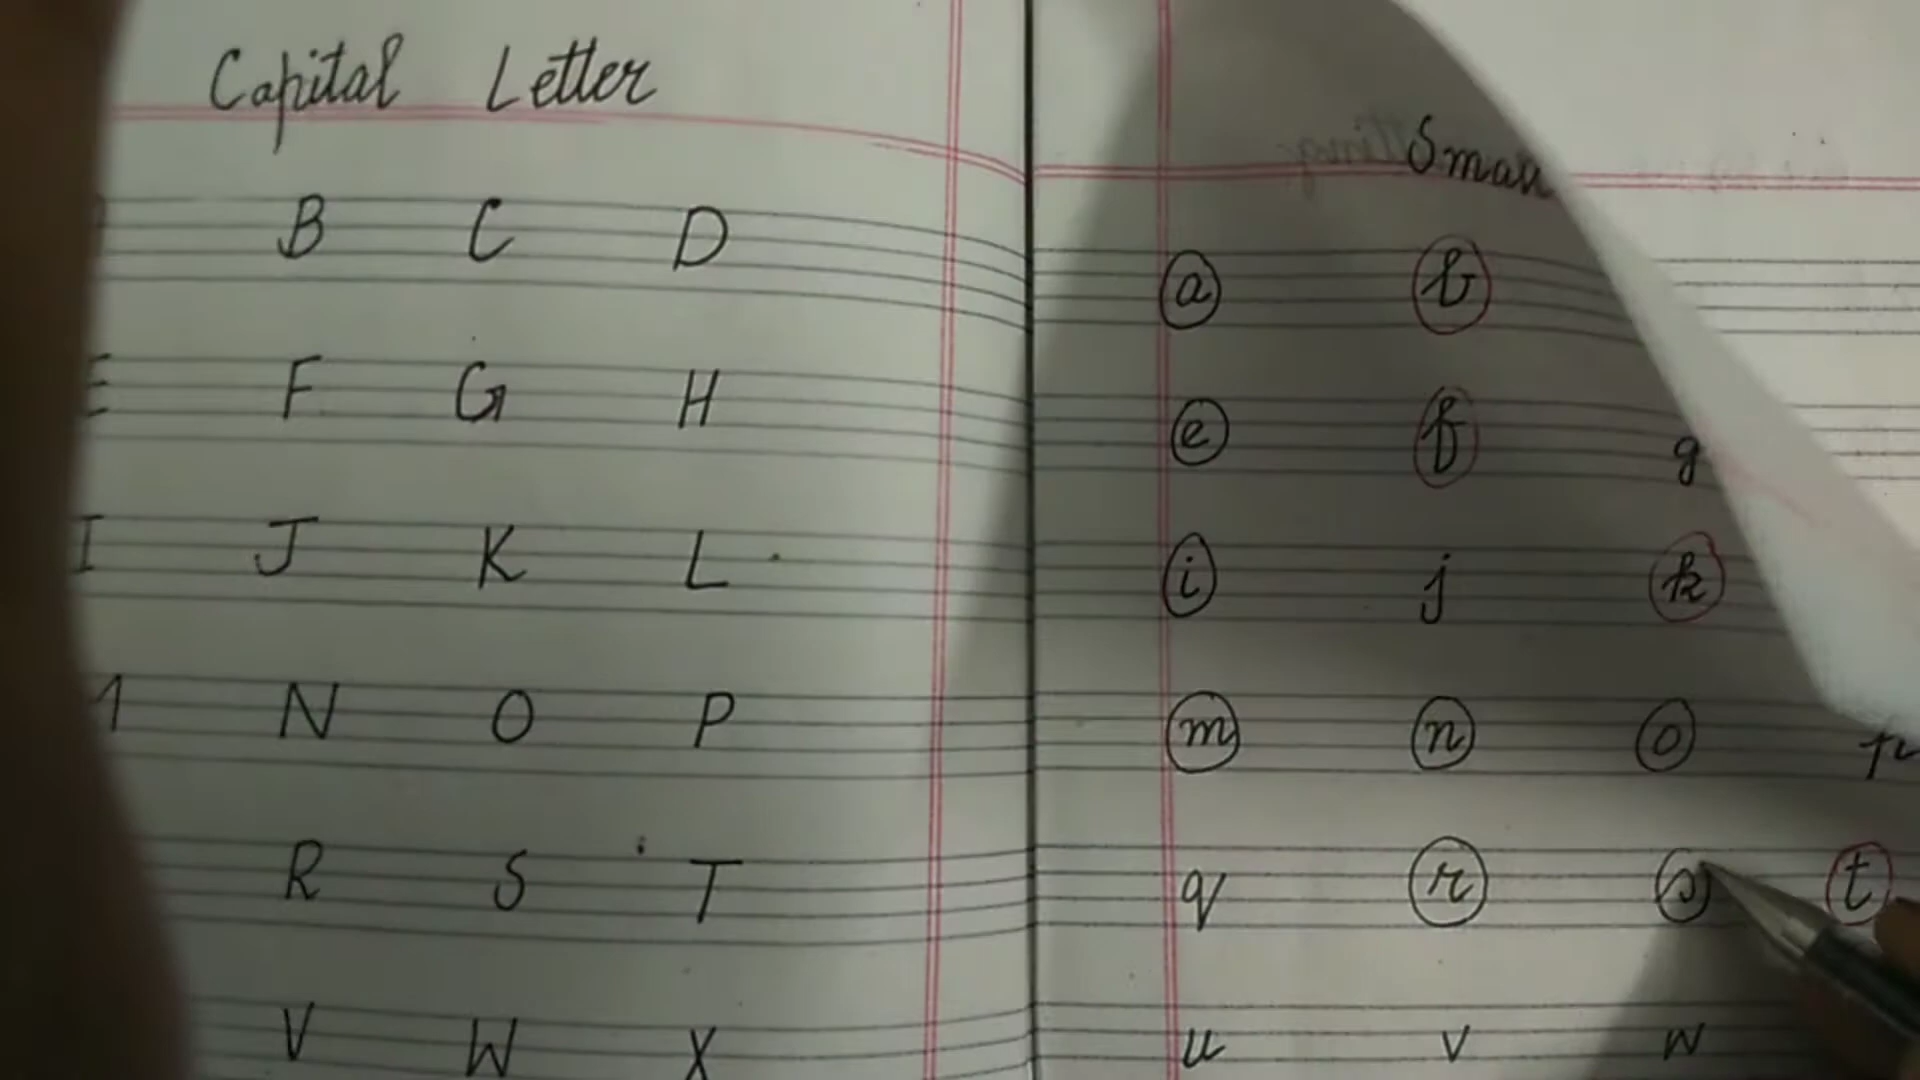 Capital Letter
B C D
E F G H
I J K L
N O P
R S T
V W X
Small
a b
e f g
i j k
m n o p
q r s t
u v w